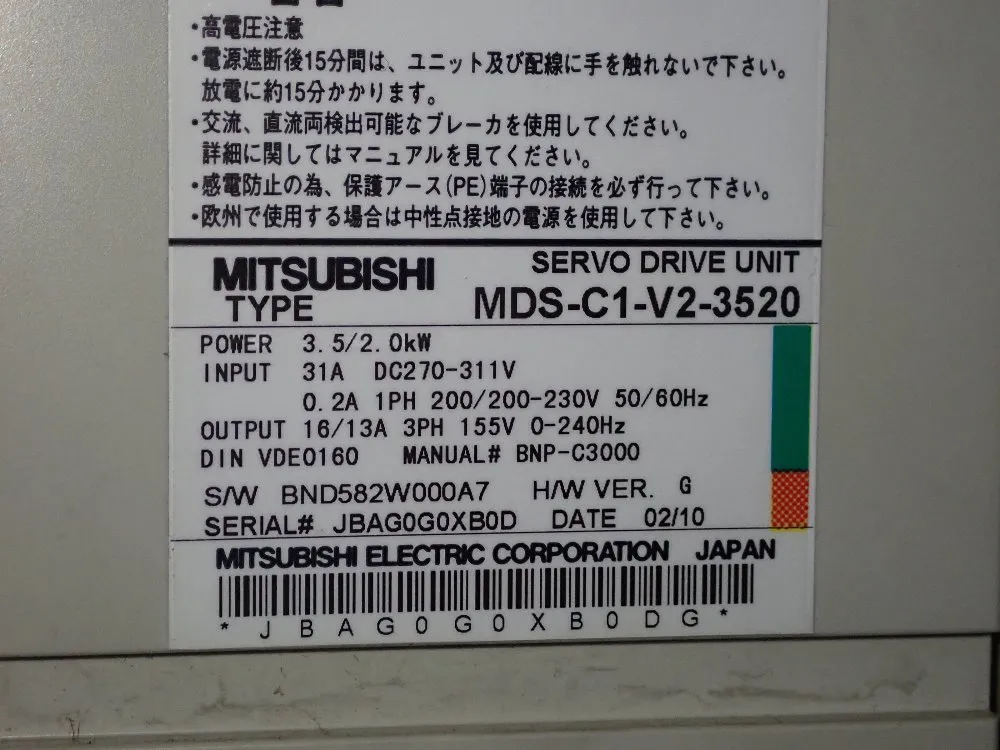 ・高電圧注意
・電源遮断後15分間は、ユニット及び配線に手を触れないで下さい。
放電に約15分かかります。
・交流、直流両検出可能なブレーカを使用してください。
詳細に関してはマニュアルを見てください。
・感電防止の為、保護アース(PE)端子の接続を必ず行って下さい。
・欧州で使用する場合は中性点接地の電源を使用して下さい。
MITSUBISHI SERVO DRIVE UNIT
TYPE MDS-C1-V2-3520
POWER 3.5/2.0kW
INPUT 31A DC270-311V
0.2A 1PH 200/200-230V 50/60Hz
OUTPUT 16/13A 3PH 155V 0-240Hz
DIN VDE0160 MANUAL# BNP-C3000
S/W BND582W000A7 H/W VER. G
SERIAL# JBAG0G0XB0D DATE 02/10
MITSUBISHI ELECTRIC CORPORATION JAPAN
* J B A G 0 G 0 X B 0 D G *